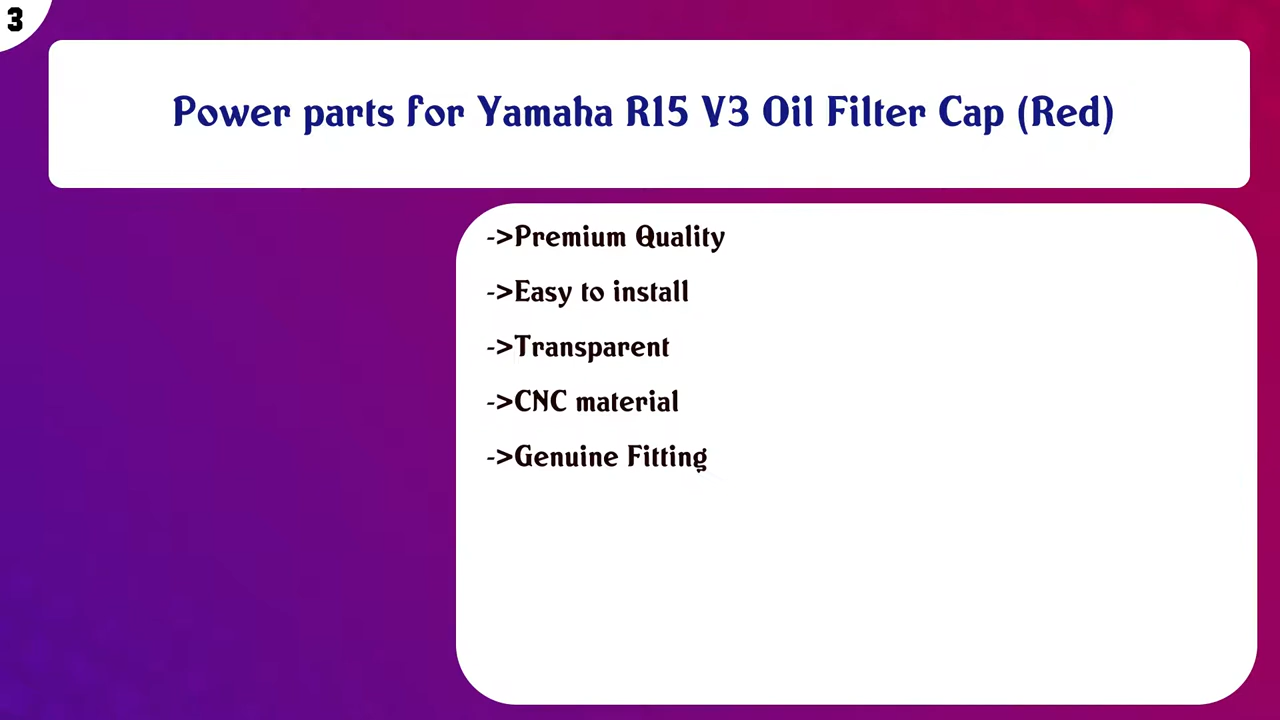 3
Power parts for Yamaha R15 V3 Oil Filter Cap (Red)
->Premium Quality
->Easy to install
->Transparent
->CNC material
->Genuine Fitting